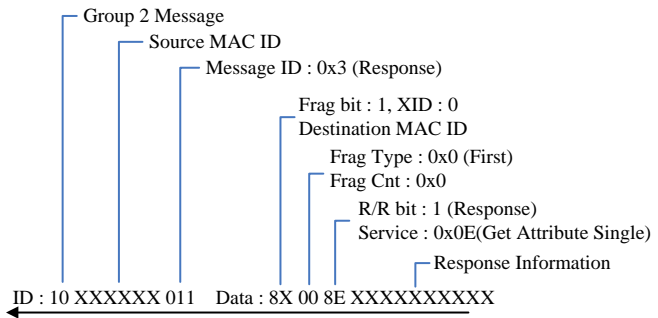 Group 2 Message
Source MAC ID
Message ID : 0x3 (Response)
Frag bit : 1, XID : 0
Destination MAC ID
Frag Type : 0x0 (First)
Frag Cnt : 0x0
R/R bit : 1 (Response)
Service : 0x0E(Get Attribute Single)
Response Information
ID : 10 XXXXXX 011 Data : 8X 00 8E XXXXXXXXXX